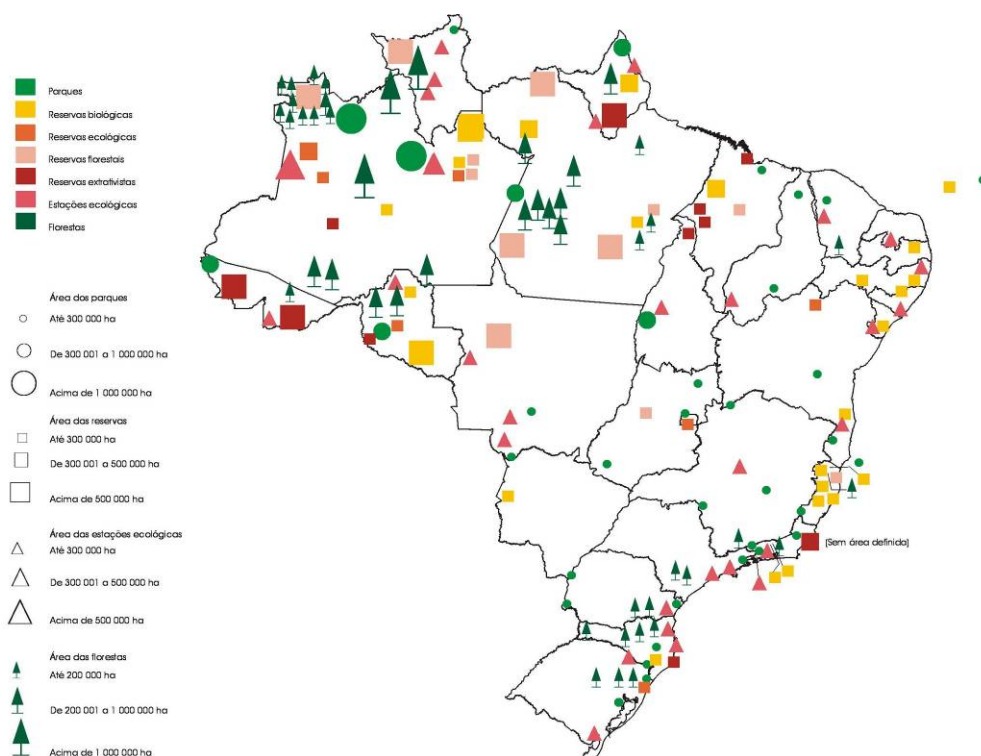 Parques
Reservas biológicas
Reservas ecológicas
Reservas florestais
Reservas extrativistas
Estações ecológicas
Florestas
Área dos parques
Até 300 000 ha
De 300 001 a 1 000 000 ha
Acima de 1 000 000 ha
Área das reservas
Até 300 000 ha
De 300 001 a 500 000 ha
Acima de 500 000 ha
Área das estações ecológicas
Até 300 000 ha
De 300 001 a 500 000 ha
Acima de 500 000 ha
Área das florestas
Até 200 000 ha
De 200 001 a 1 000 000 ha
Acima de 1 000 000 ha
(Sem área definida)